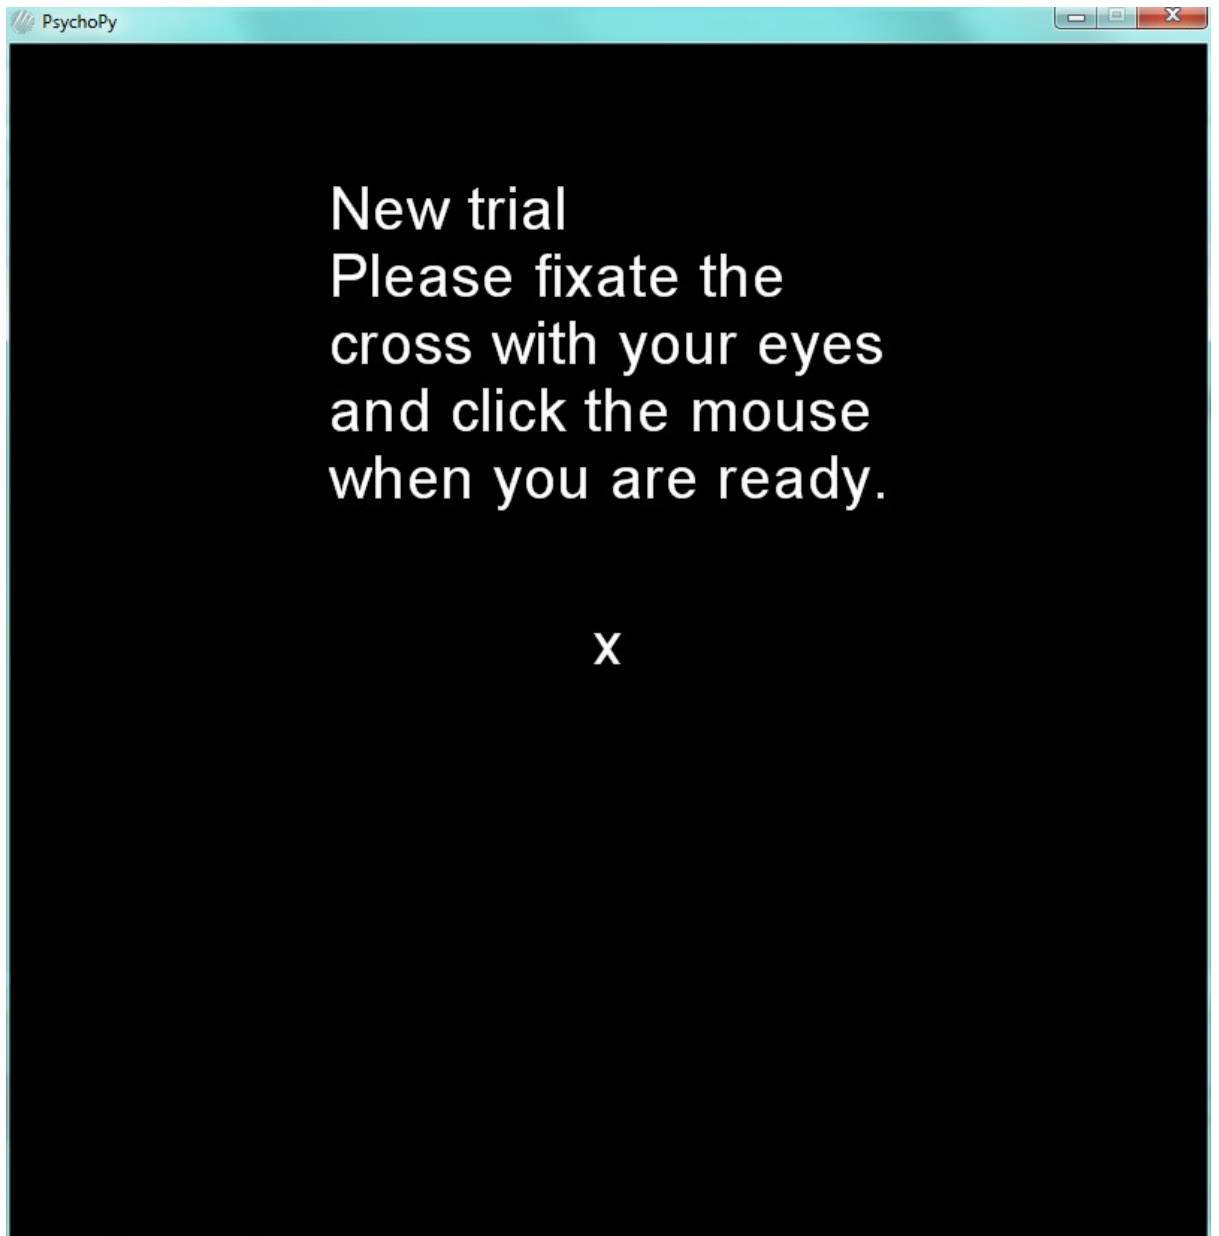 PsychoPy
New trial
Please fixate the
cross with your eyes
and click the mouse
when you are ready.
x